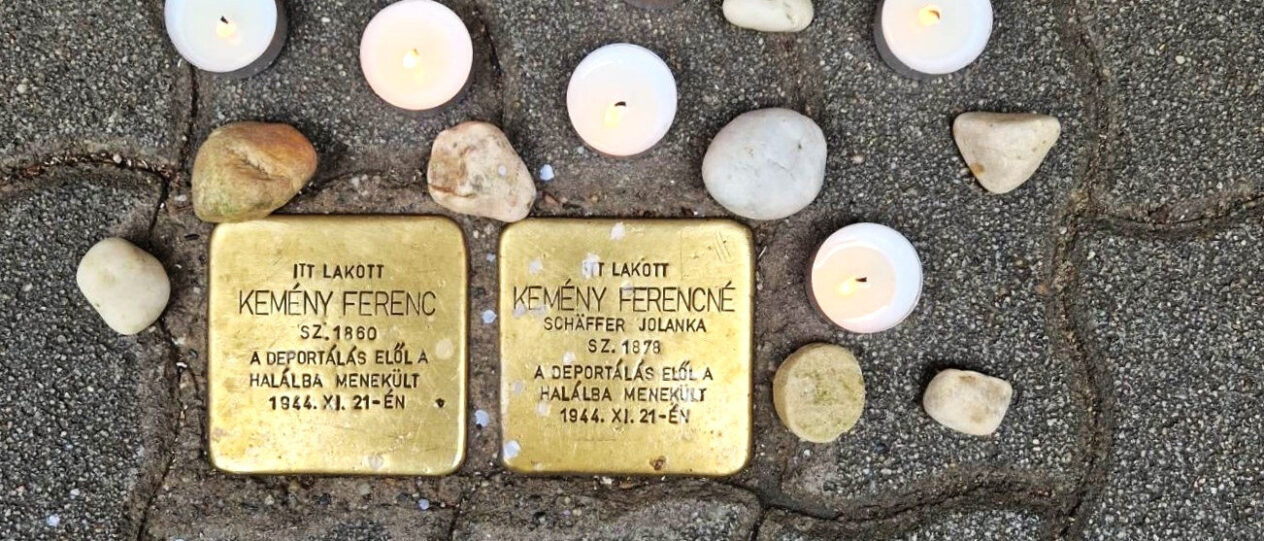 ITT LAKOTT
KEMÉNY FERENC
SZ. 1860
A DEPORTÁLÁS ELŐL A
HALÁLBA MENEKÜLT
1944. XI. 21-ÉN
ITT LAKOTT
KEMÉNY FERENCNÉ
SCHÄFFER JOLANKA
SZ. 1878
A DEPORTÁLÁS ELŐL A
HALÁLBA MENEKÜLT
1944. XI. 21-ÉN